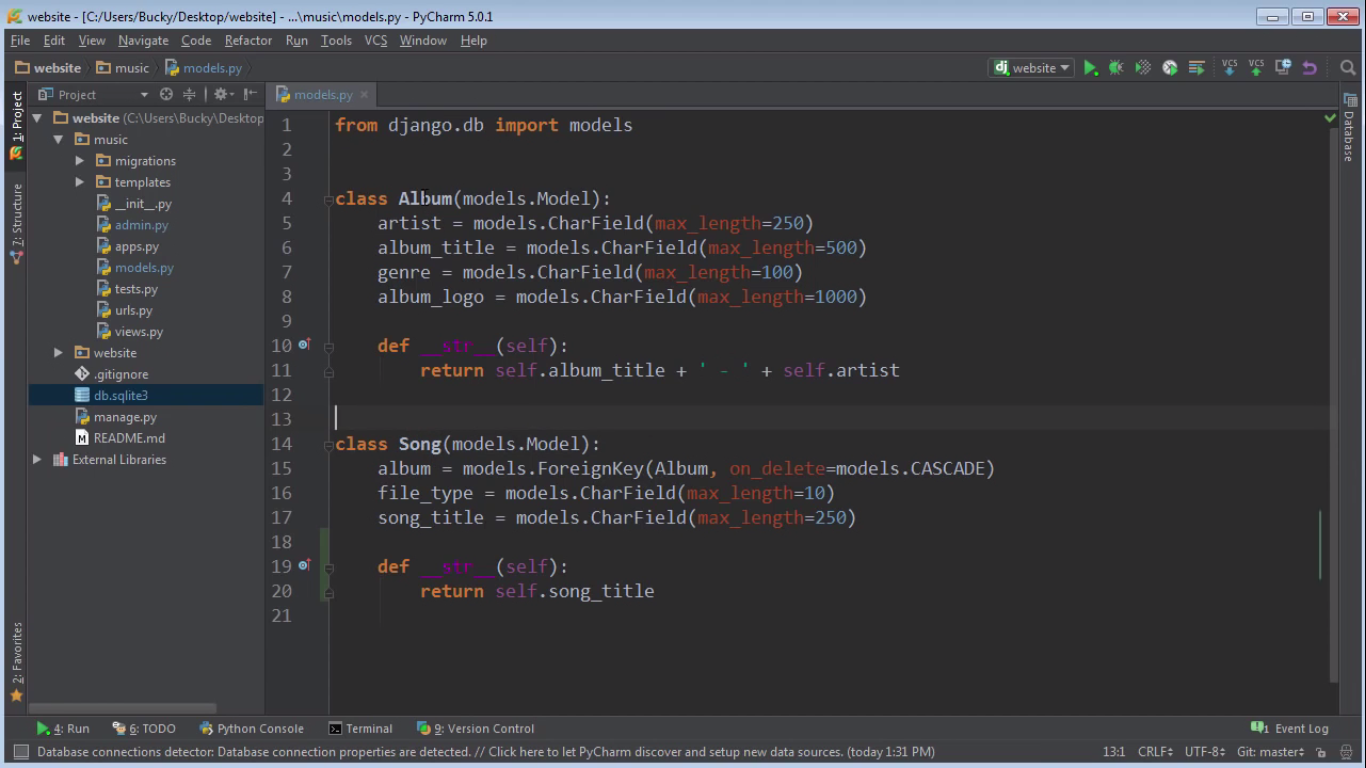 website - [C:/Users/Bucky/Desktop/website] - ...\music\models.py - PyCharm 5.0.1
File Edit View Navigate Code Refactor Run Tools VCS Window Help
website music models.py website VCS VCS
1: Project
7: Structure
2: Favorites
Project
website (C:\Users\Bucky\Desktop
music
migrations
templates
__init__.py
admin.py
apps.py
models.py
tests.py
urls.py
views.py
website
.gitignore
db.sqlite3
manage.py
README.md
External Libraries
models.py
1 from django.db import models
2
3
4 class Album(models.Model):
5 artist = models.CharField(max_length=250)
6 album_title = models.CharField(max_length=500)
7 genre = models.CharField(max_length=100)
8 album_logo = models.CharField(max_length=1000)
9
10 def __str__(self):
11 return self.album_title + ' - ' + self.artist
12
13
14 class Song(models.Model):
15 album = models.ForeignKey(Album, on_delete=models.CASCADE)
16 file_type = models.CharField(max_length=10)
17 song_title = models.CharField(max_length=250)
18
19 def __str__(self):
20 return self.song_title
21
Database
4: Run 6: TODO Python Console Terminal 9: Version Control 1 Event Log
Database connections detector: Database connection properties are detected. // Click here to let PyCharm discover and setup new data sources. (today 1:31 PM) 13:1 CRLF UTF-8 Git: master